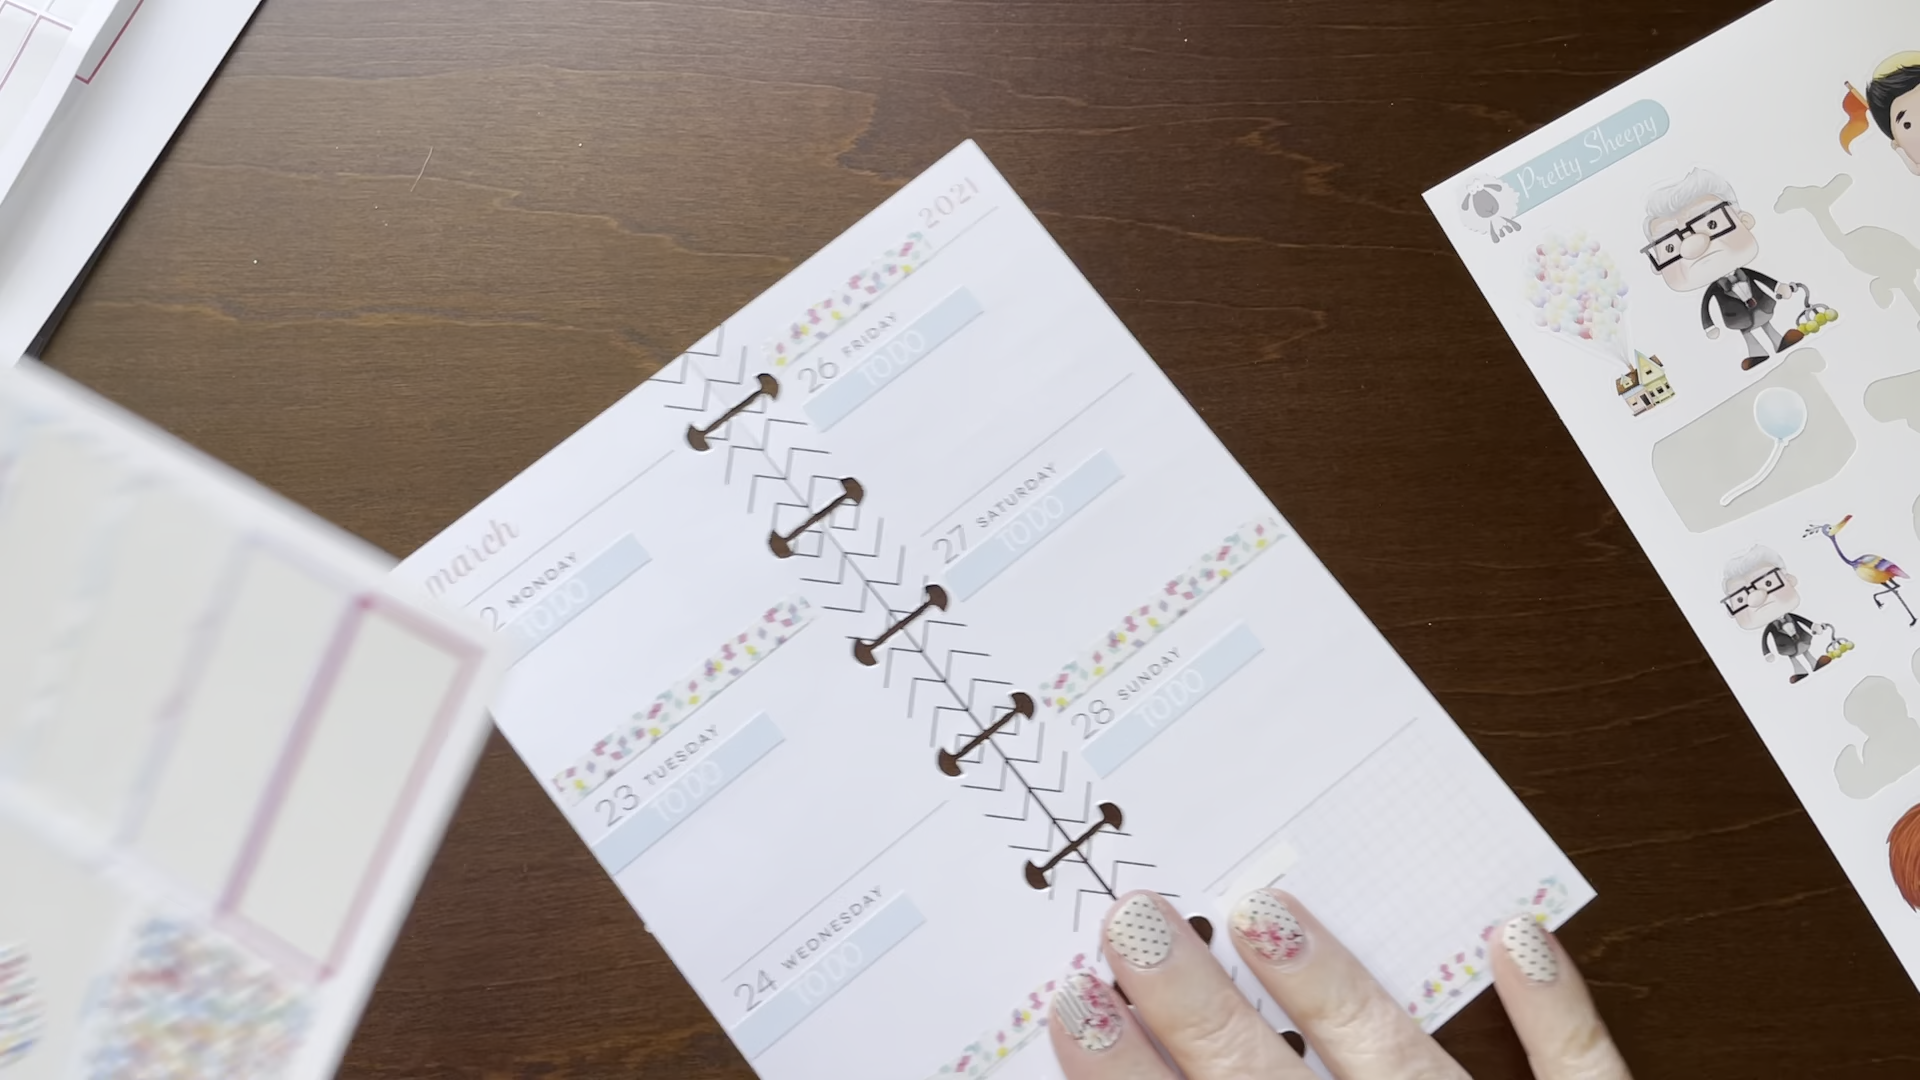 march
2 MONDAY
TO DO
23 TUESDAY
TO DO
24 WEDNESDAY
TO DO
2021
26 FRIDAY
TO DO
27 SATURDAY
TO DO
28 SUNDAY
TO DO
Pretty Sheepy